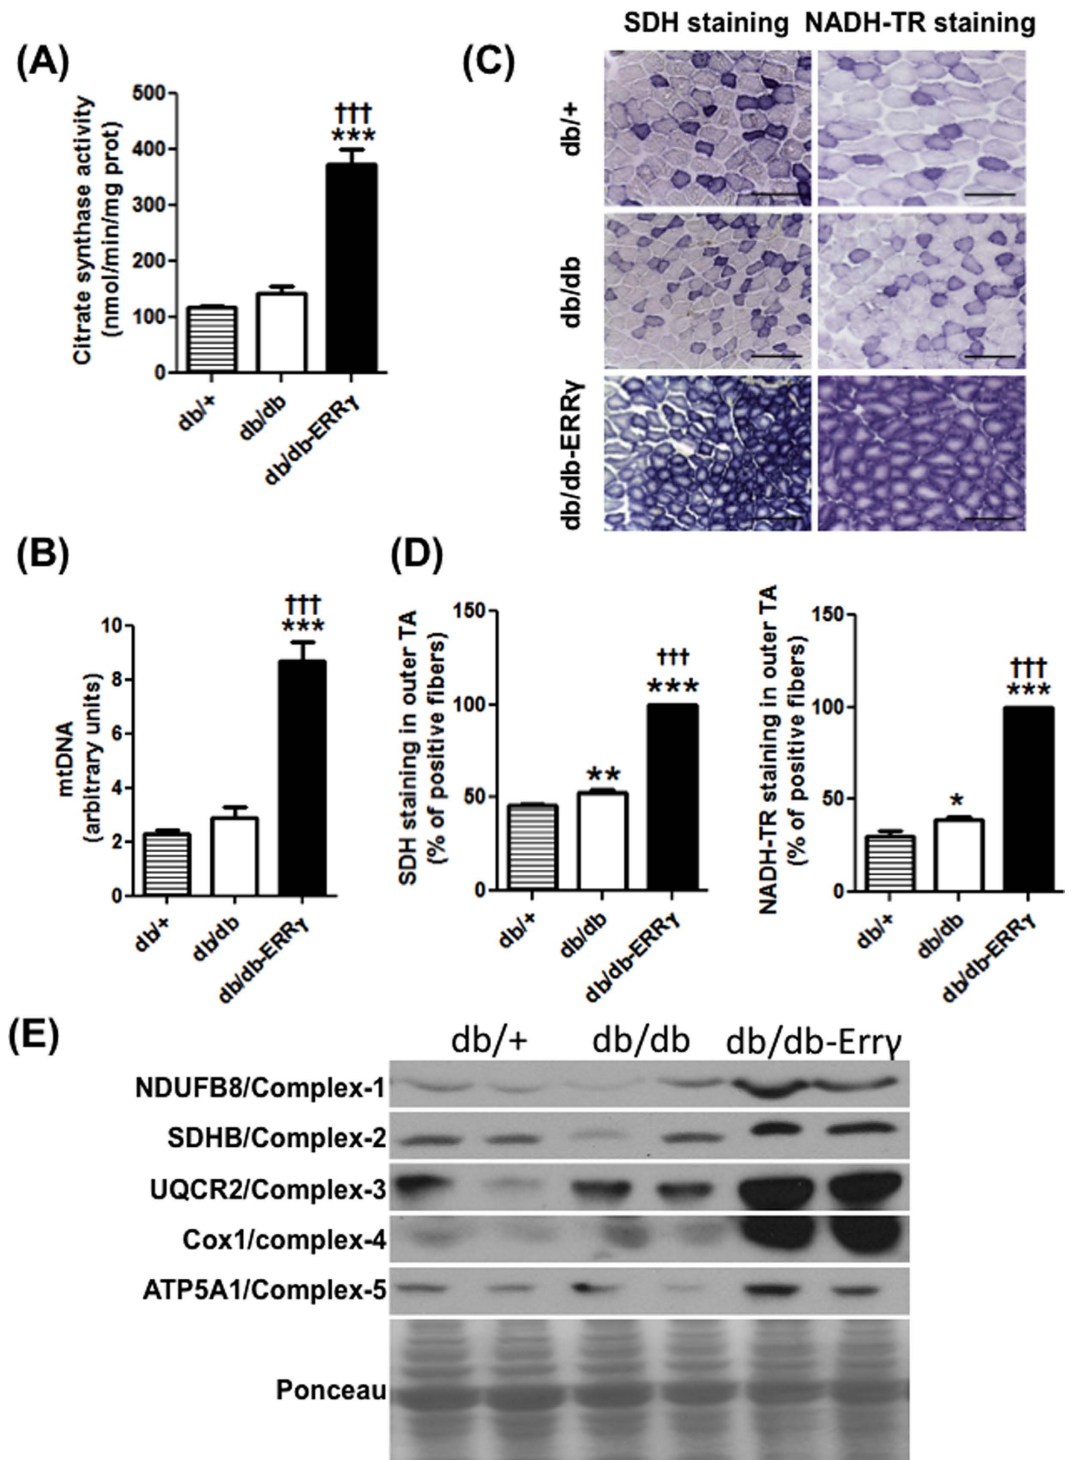 SDH staining NADH-TR staining
(A)
Citrate synthase activity
(nmol/min/mg prot)
500
400
300
200
100
0
†††
***
db/+
db/db
db/db-ERRγ
(C)
db/+
db/db
db/db-ERRγ
(B)
mtDNA
(arbitrary units)
10
8
6
4
2
0
†††
***
db/+
db/db
db/db-ERRγ
(D)
SDH staining in outer TA
(% of positive fibers)
150
100
50
0
**
†††
***
db/+
db/db
db/db-ERRγ
NADH-TR staining in outer TA
(% of positive fibers)
150
100
50
0
*
†††
***
db/+
db/db
db/db-ERRγ
(E)
db/+ db/db db/db-Errγ
NDUFB8/Complex-1
SDHB/Complex-2
UQCR2/Complex-3
Cox1/complex-4
ATP5A1/Complex-5
Ponceau